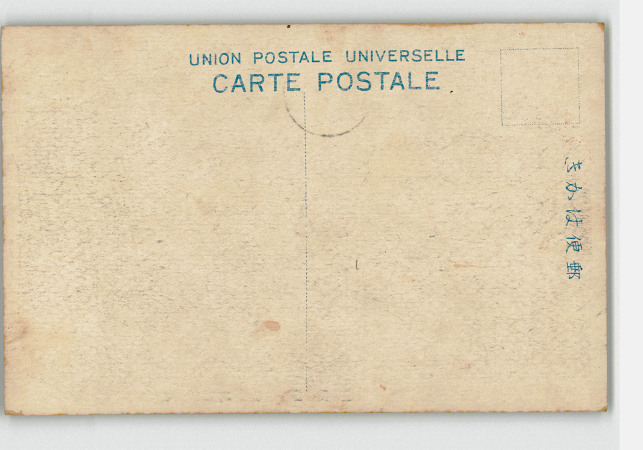 UNION POSTALE UNIVERSELLE
CARTE POSTALE
きかは便郵